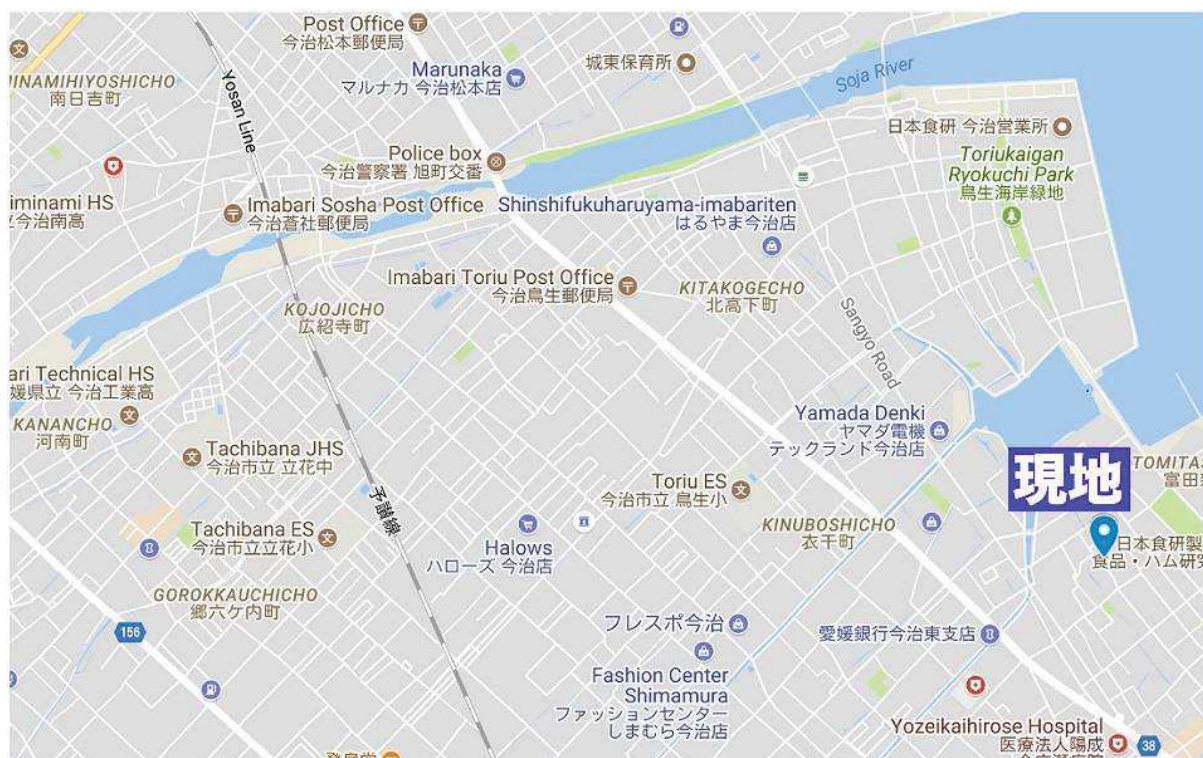 Post Office
今治松本郵便局
城東保育所
Soja River
Marunaka
マルナカ 今治松本店
INAMIHIYOSHICHO
南日吉町
Yosan Line
日本食研 今治営業所
Police box
今治警察署 旭町交番
Toriukaigan
Ryokuchi Park
鳥生海岸緑地
iminami HS
立今治南高
Imabari Sosha Post Office
今治蒼社郵便局
Shinshifukuharuyama-imabariten
はるやま今治店
Imabari Toriu Post Office
今治鳥生郵便局
KITAKOGECHO
北高下町
KOJOJICHO
広紹寺町
Sangyo Road
ari Technical HS
媛県立 今治工業高
KANANCHO
河南町
Yamada Denki
ヤマダ電機
テックランド今治店
Tachibana JHS
今治市立 立花中
現地
TOMITA
富田
Toriu ES
今治市立 鳥生小
予讃線
KINUBOSHICHO
衣干町
Tachibana ES
今治市立立花小
Halows
ハローズ 今治店
日本食研製
食品・ハム研究
GOROKKAUCHICHO
郷六ケ内町
156
フレスポ今治
愛媛銀行今治東支店
Fashion Center
Shimamura
ファッションセンター
しまむら今治店
Yozeikaihirose Hospital
医療法人陽成
38